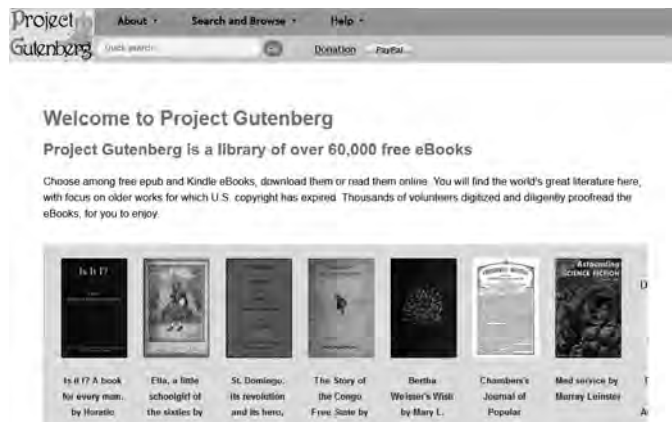 Project
Gutenberg
About
Search and Browse
Help
Quick search
Donation
PayPal
Welcome to Project Gutenberg
Project Gutenberg is a library of over 60,000 free eBooks
Choose among free epub and Kindle eBooks, download them or read them online. You will find the world's great literature here,
with focus on older works for which U.S. copyright has expired. Thousands of volunteers digitized and diligently proofread the
eBooks, for you to enjoy.
Is It I?
Astounding
SCIENCE FICTION
D
Is it I? A book
for every man.
by Horatio
Ella, a little
schoolgirl of
the sixties by
St. Domingo,
its revolution
and its hero,
The Story of
the Congo
Free State by
Bertha
Weisser's Wish
by Mary L.
Chambers's
Journal of
Popular
Med service by
Murray Leinster
T
A